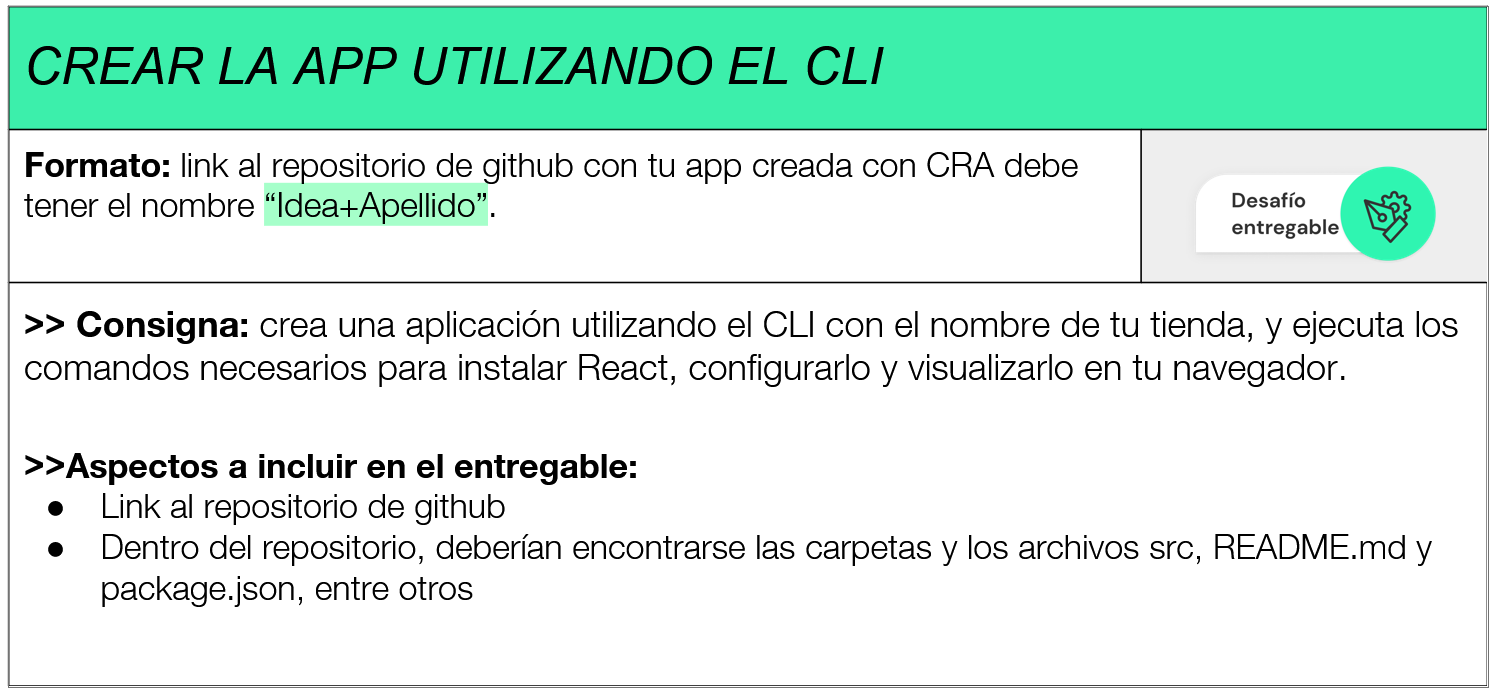 CREAR LA APP UTILIZANDO EL CLI
Formato: link al repositorio de github con tu app creada con CRA debe
tener el nombre “Idea+Apellido”.
Desafío
entregable
>> Consigna: crea una aplicación utilizando el CLI con el nombre de tu tienda, y ejecuta los
comandos necesarios para instalar React, configurarlo y visualizarlo en tu navegador.
>>Aspectos a incluir en el entregable:
● Link al repositorio de github
● Dentro del repositorio, deberían encontrarse las carpetas y los archivos src, README.md y
package.json, entre otros